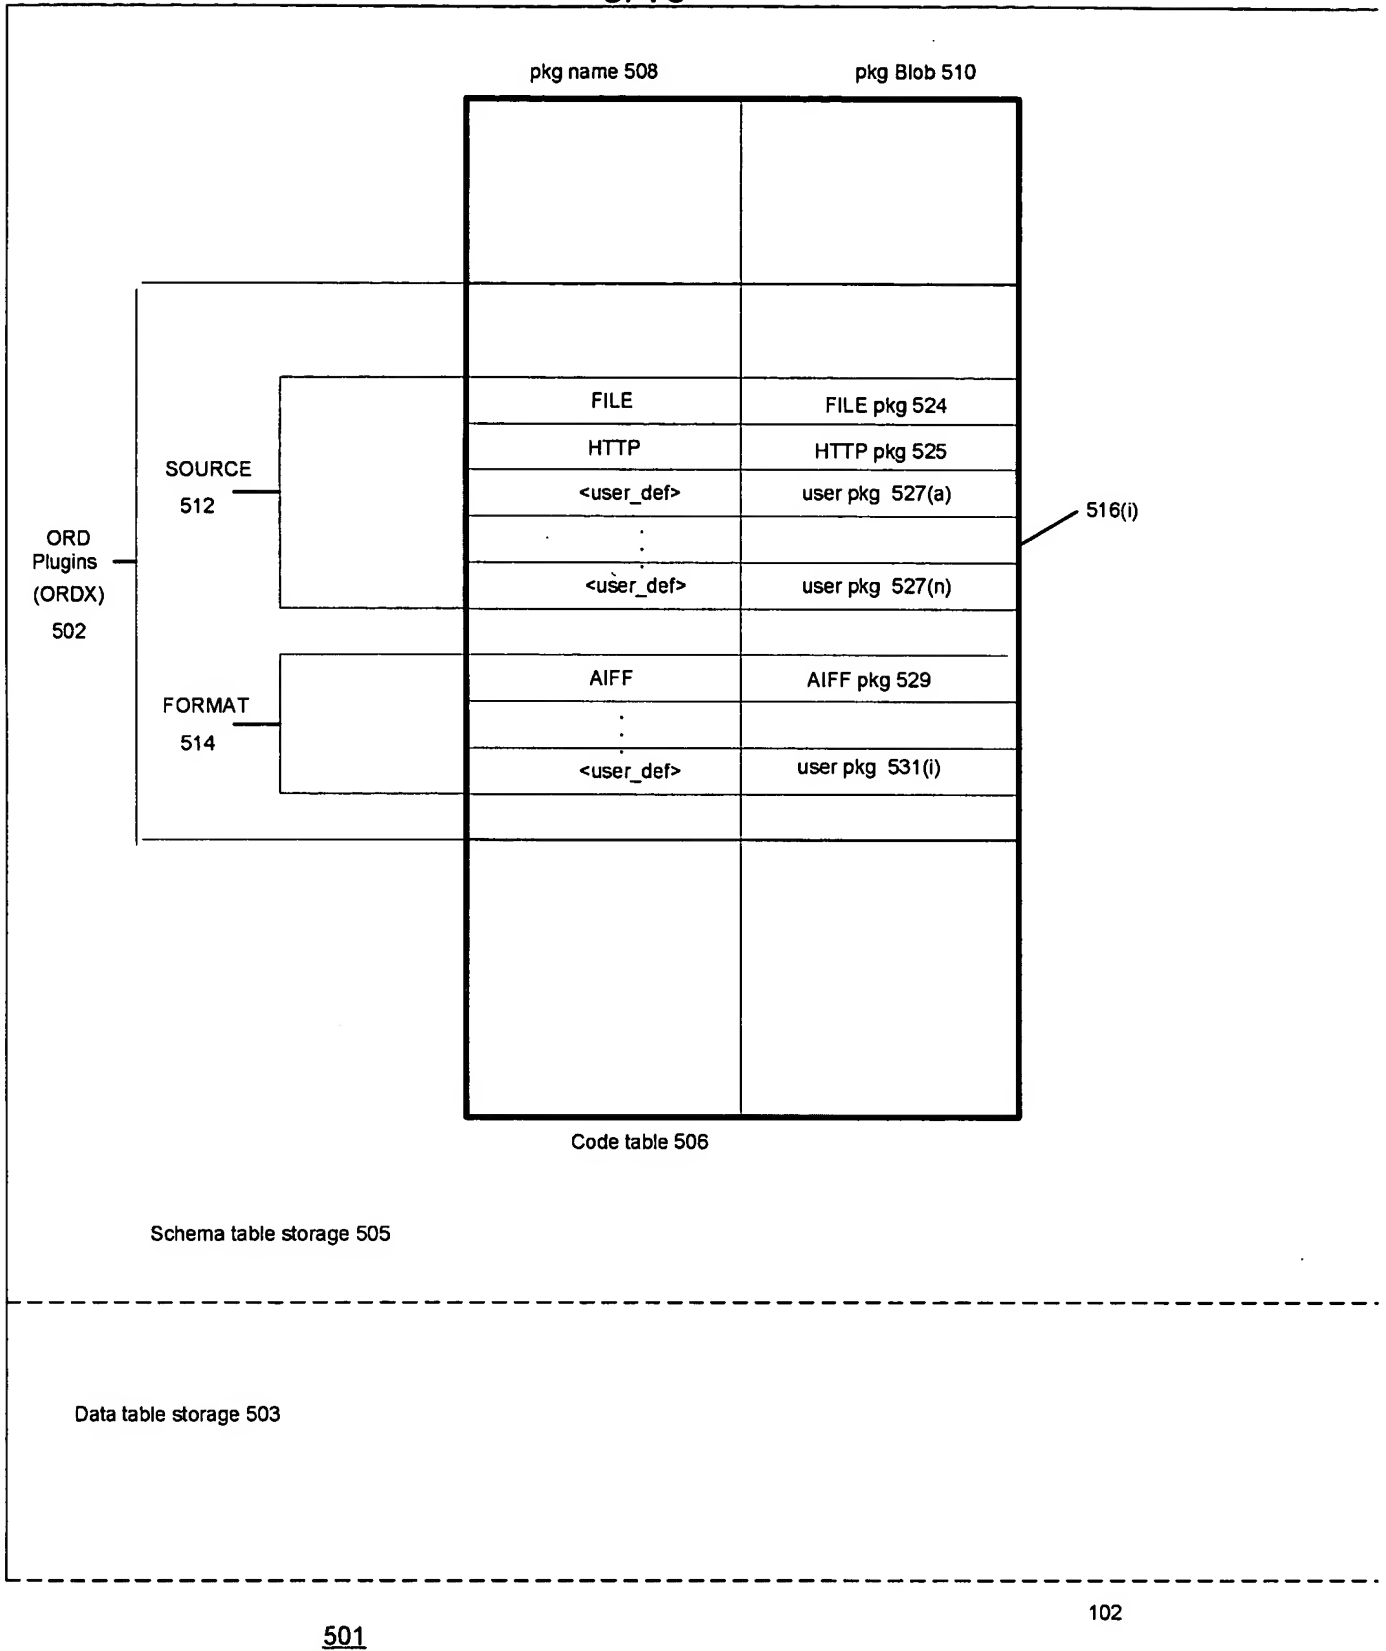 pkg name 508
pkg Blob 510
FILE
FILE pkg 524
HTTP
HTTP pkg 525
SOURCE
512
<user_def>
user pkg 527(a)
516(i)
ORD
Plugins
(ORDX)
502
<user_def>
user pkg 527(n)
AIFF
AIFF pkg 529
FORMAT
514
<user_def>
user pkg 531(i)
Code table 506
Schema table storage 505
Data table storage 503
102
501